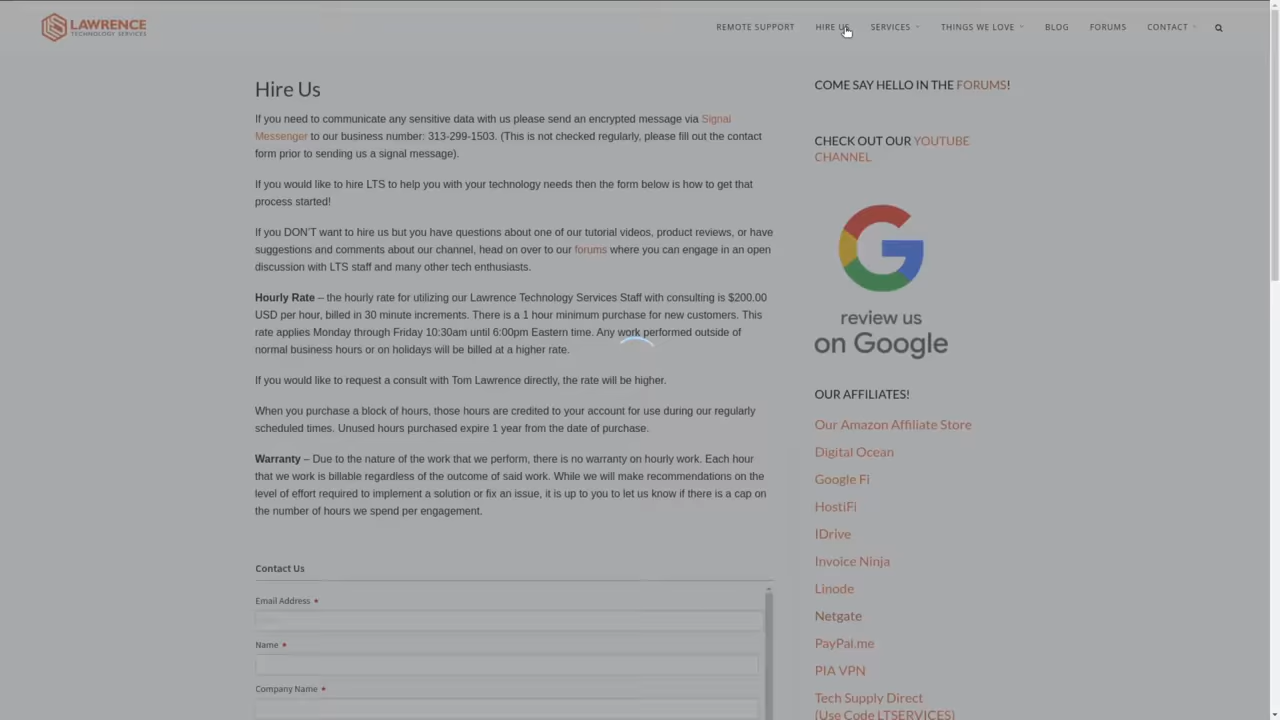 LAWRENCE
TECHNOLOGY SERVICES
REMOTE SUPPORT
HIRE US
SERVICES
THINGS WE LOVE
BLOG
FORUMS
CONTACT
Hire Us
If you need to communicate any sensitive data with us please send an encrypted message via Signal
Messenger to our business number: 313-299-1503. (This is not checked regularly, please fill out the contact
form prior to sending us a signal message).
If you would like to hire LTS to help you with your technology needs then the form below is how to get that
process started!
If you DON'T want to hire us but you have questions about one of our tutorial videos, product reviews, or have
suggestions and comments about our channel, head on over to our forums where you can engage in an open
discussion with LTS staff and many other tech enthusiasts.
Hourly Rate – the hourly rate for utilizing our Lawrence Technology Services Staff with consulting is $200.00
USD per hour, billed in 30 minute increments. There is a 1 hour minimum purchase for new customers. This
rate applies Monday through Friday 10:30am until 6:00pm Eastern time. Any work performed outside of
normal business hours or on holidays will be billed at a higher rate.
If you would like to request a consult with Tom Lawrence directly, the rate will be higher.
When you purchase a block of hours, those hours are credited to your account for use during our regularly
scheduled times. Unused hours purchased expire 1 year from the date of purchase.
Warranty – Due to the nature of the work that we perform, there is no warranty on hourly work. Each hour
that we work is billable regardless of the outcome of said work. While we will make recommendations on the
level of effort required to implement a solution or fix an issue, it is up to you to let us know if there is a cap on
the number of hours we spend per engagement.
Contact Us
Email Address *
Name *
Company Name *
COME SAY HELLO IN THE FORUMS!
CHECK OUT OUR YOUTUBE
CHANNEL
review us
on Google
OUR AFFILIATES!
Our Amazon Affiliate Store
Digital Ocean
Google Fi
HostiFi
IDrive
Invoice Ninja
Linode
Netgate
PayPal.me
PIA VPN
Tech Supply Direct
(Use Code LTSERVICES)